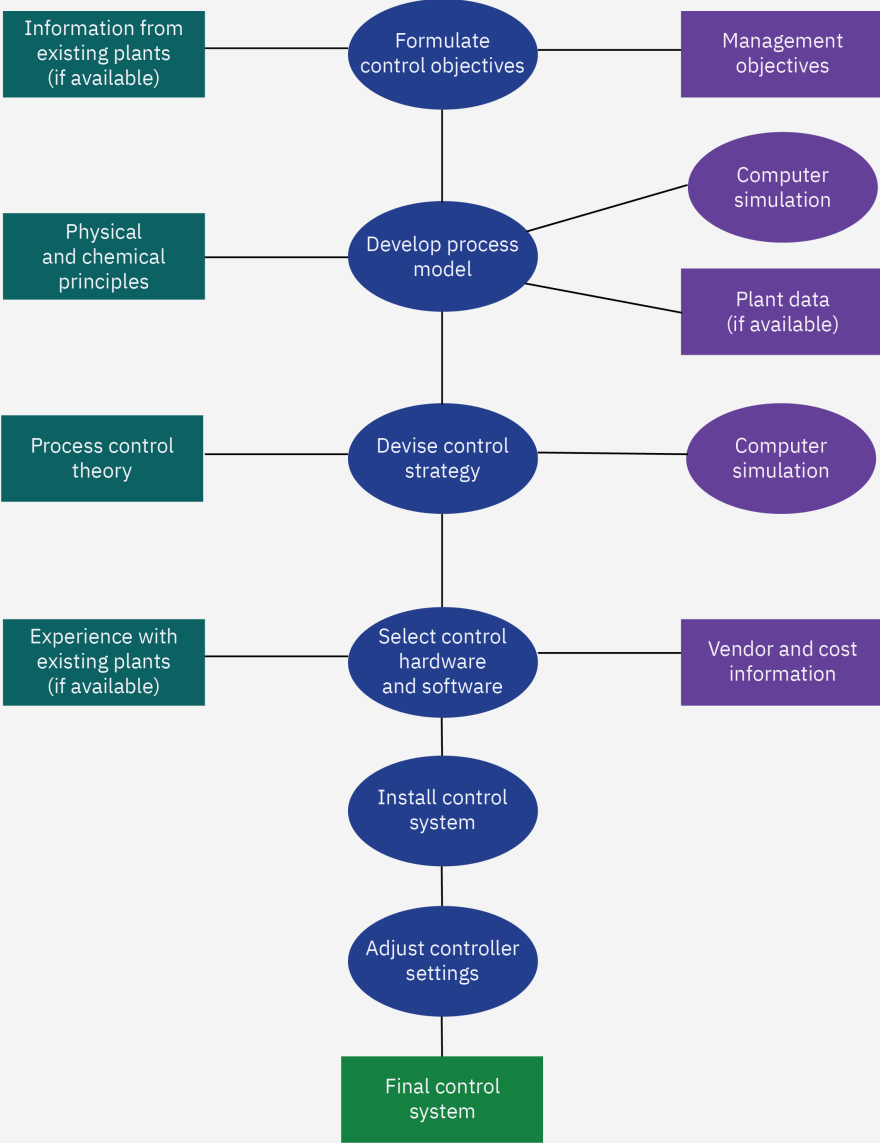 Information from
existing plants
(if available)
Formulate
control objectives
Management
objectives
Computer
simulation
Physical
and chemical
principles
Develop process
model
Plant data
(if available)
Process control
theory
Devise control
strategy
Computer
simulation
Experience with
existing plants
(if available)
Select control
hardware
and software
Vendor and cost
information
Install control
system
Adjust controller
settings
Final control
system